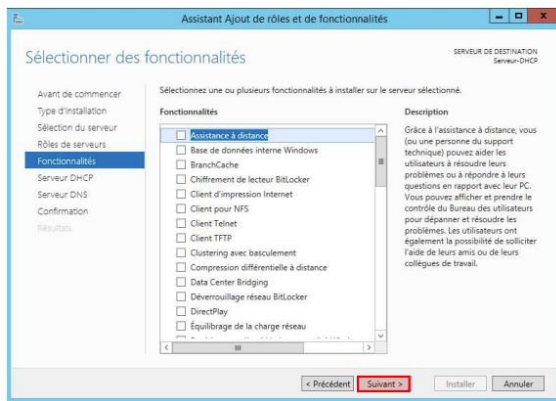 Assistant Ajout de rôles et de fonctionnalités
Sélectionner des fonctionnalités
SERVEUR DE DESTINATION
Serveur-DHCP
Avant de commencer
Type d'installation
Sélection du serveur
Rôles de serveurs
Fonctionnalités
Serveur DHCP
Serveur DNS
Confirmation
Résultats
Sélectionnez une ou plusieurs fonctionnalités à installer sur le serveur sélectionné.
Fonctionnalités
Assistance à distance
Base de données interne Windows
BranchCache
Chiffrement de lecteur BitLocker
Client d'impression Internet
Client pour NFS
Client Telnet
Client TFTP
Clustering avec basculement
Compression différentielle à distance
Data Center Bridging
Déverrouillage réseau BitLocker
DirectPlay
Équilibrage de la charge réseau
Description
Grâce à l'assistance à distance, vous
(ou une personne du support
technique) pouvez aider les
utilisateurs à résoudre leurs
problèmes ou à répondre à leurs
questions en rapport avec leur PC.
Vous pouvez afficher et prendre le
contrôle du Bureau des utilisateurs
pour dépanner et résoudre les
problèmes. Les utilisateurs ont
également la possibilité de solliciter
l'aide de leurs amis ou de leurs
collègues de travail.
< Précédent
Suivant >
Installer
Annuler